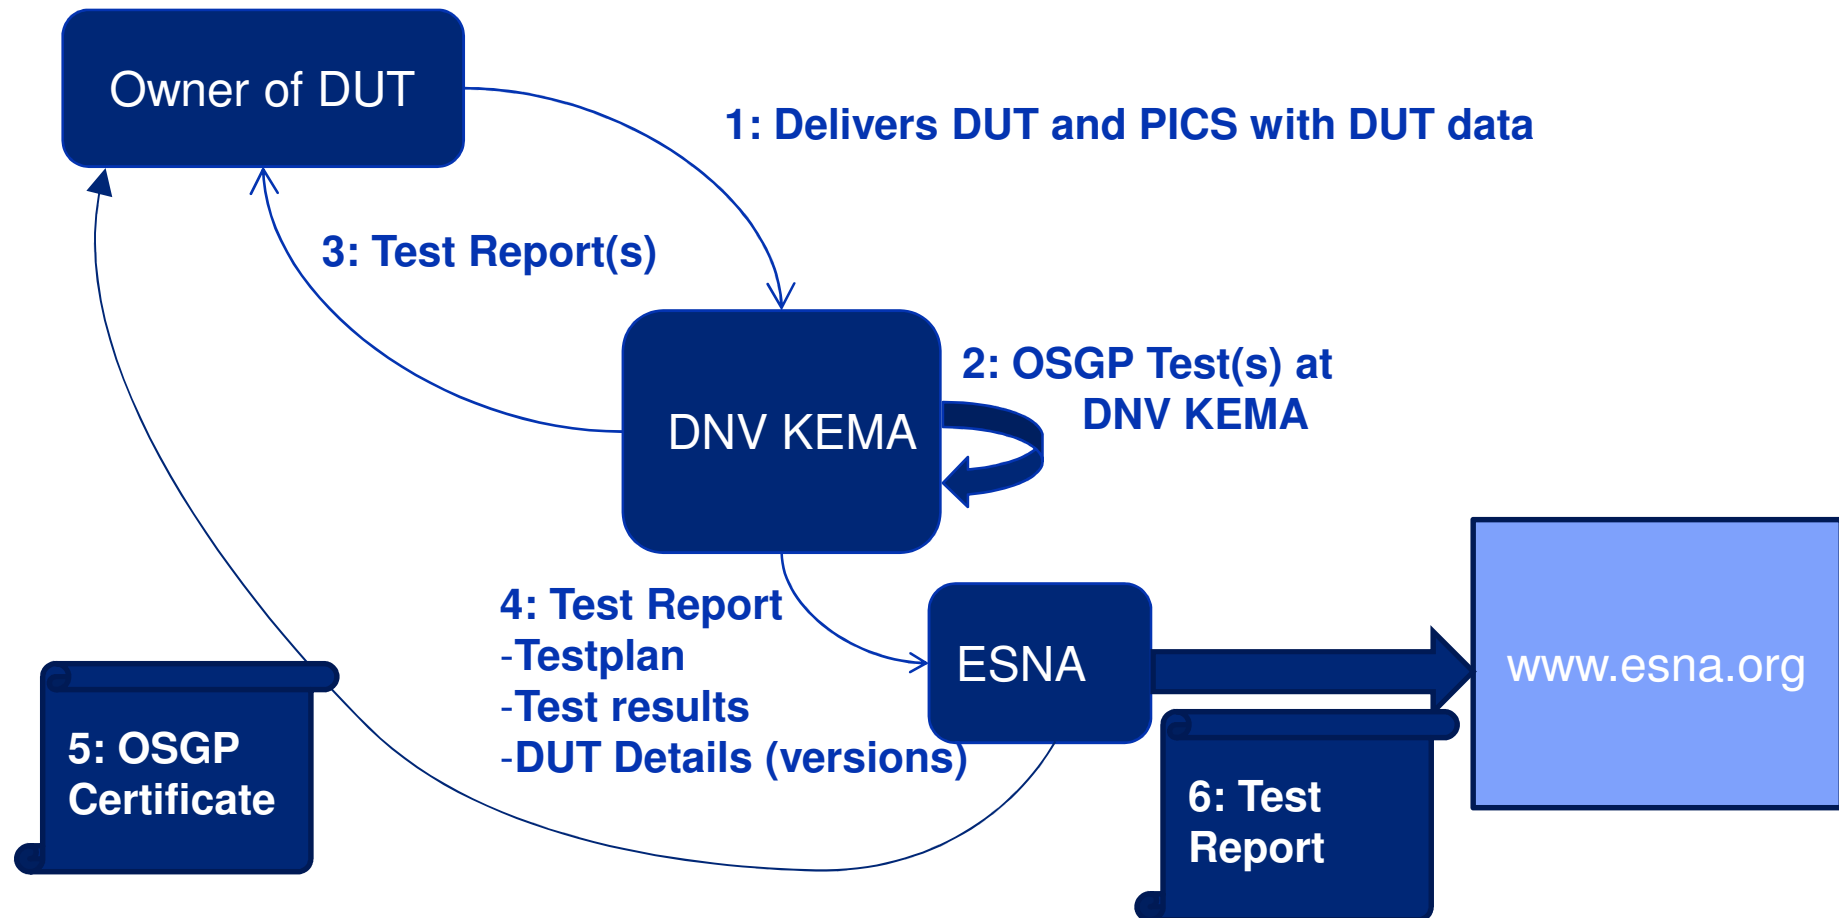 Owner of DUT
1: Delivers DUT and PICS with DUT data
3: Test Report(s)
2: OSGP Test(s) at
DNV KEMA
DNV KEMA
4: Test Report
-Testplan
-Test results
-DUT Details (versions)
ESNA
www.esna.org
5: OSGP
Certificate
6: Test
Report